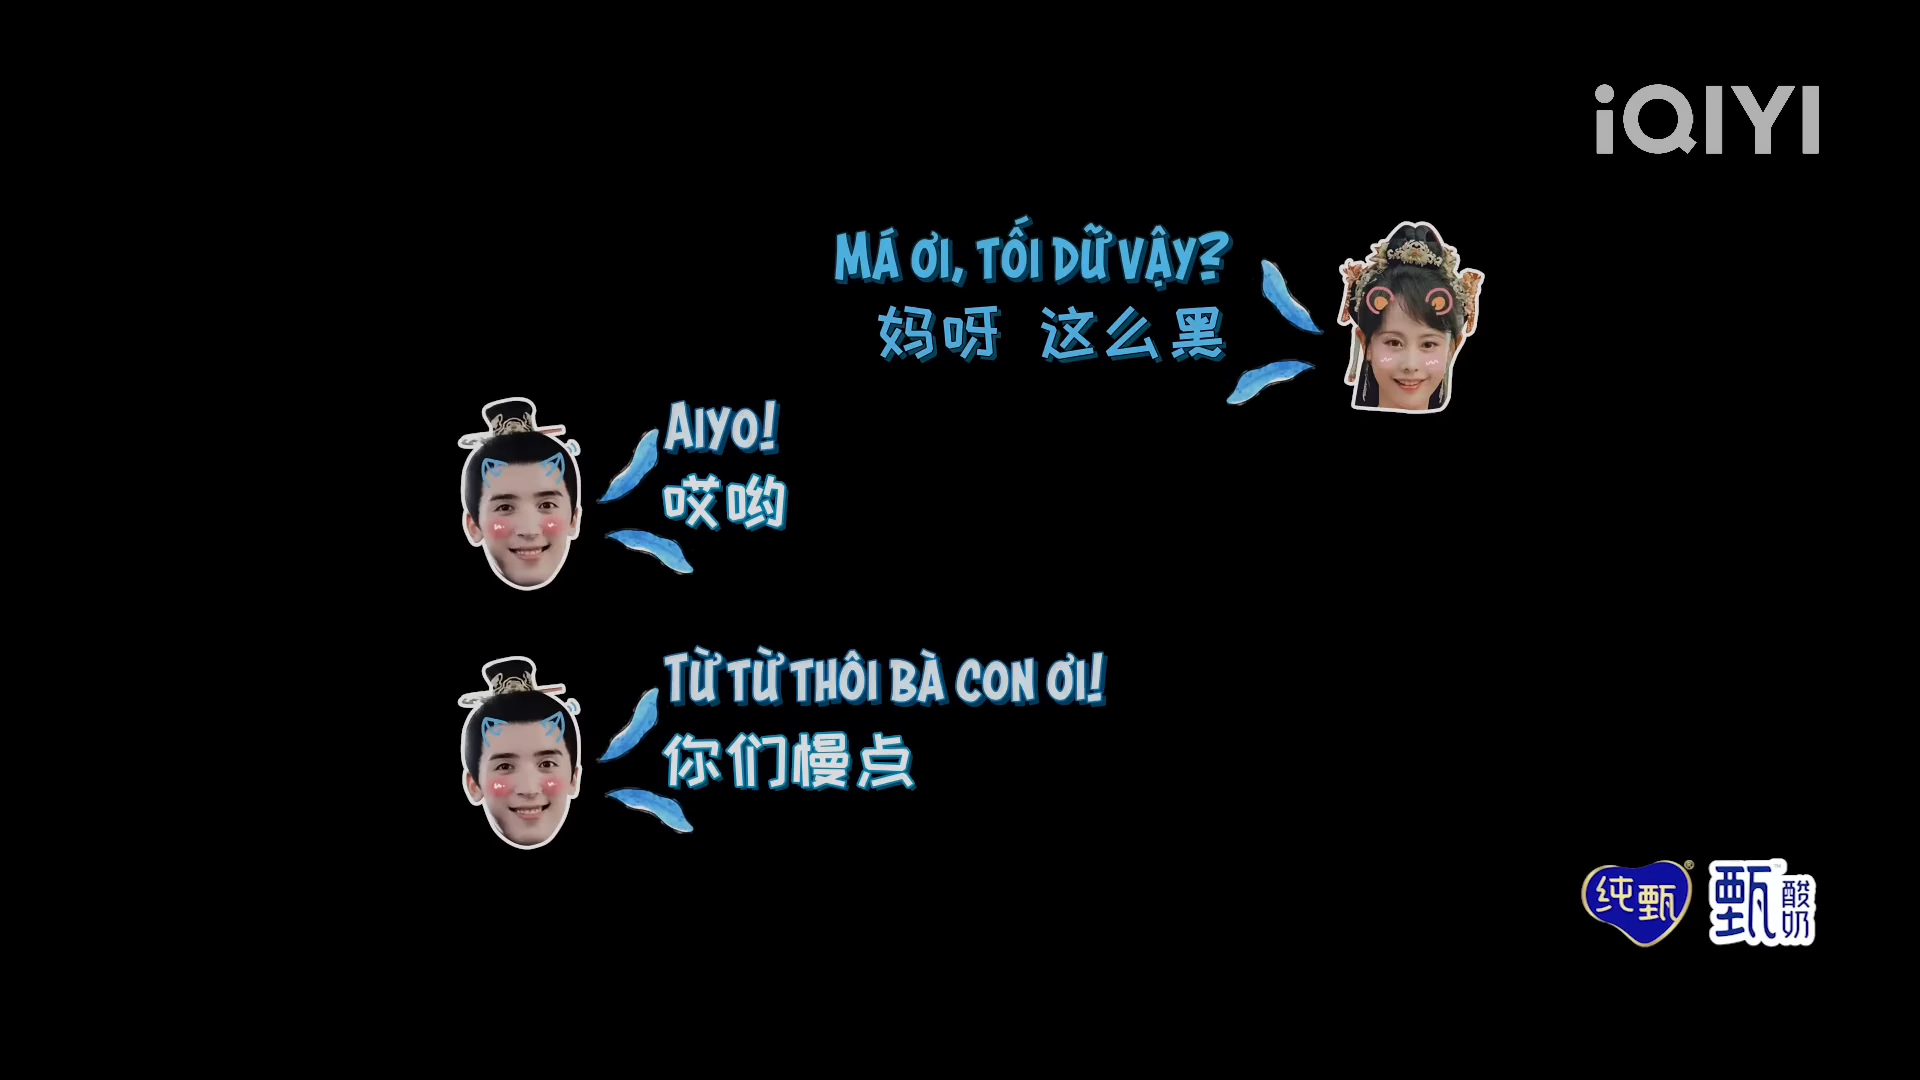 iQIYI
MÁ ƠI, TỐI DỮ VẬY?
妈呀 这么黑
AIYO!
哎哟
TỪ TỪ THÔI BÀ CON ƠI!
你们慢点
纯甄®
甄酸奶